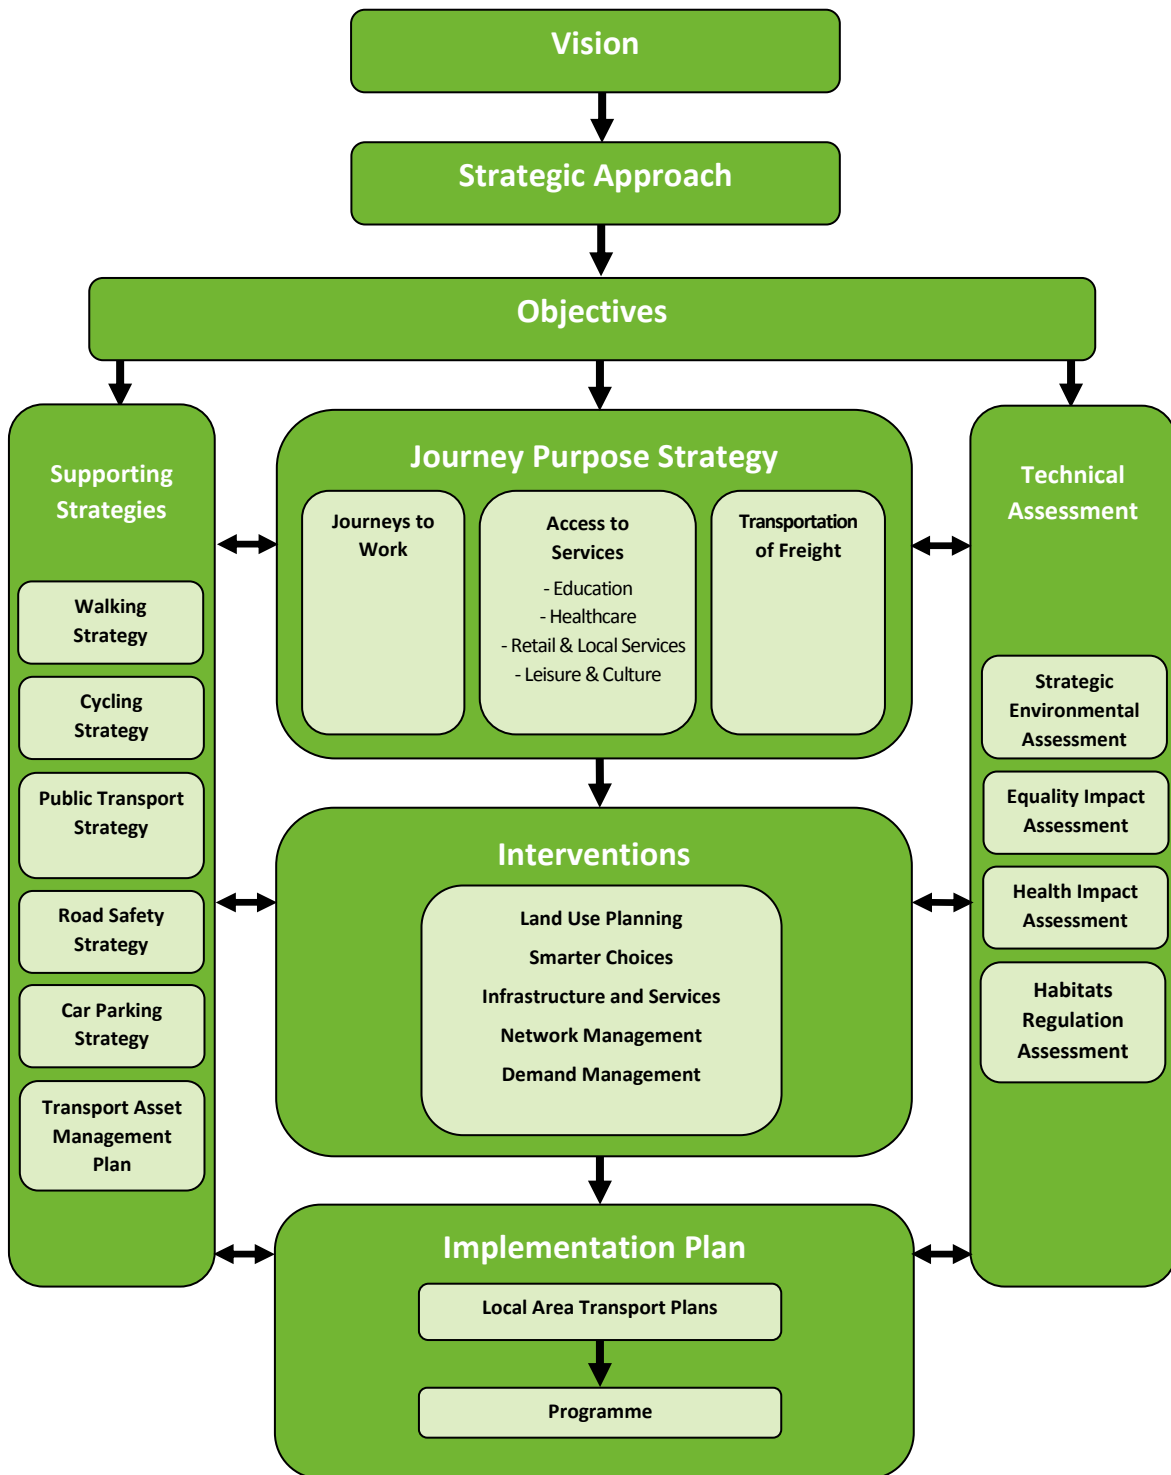 Vision
Strategic Approach
Objectives
Supporting
Strategies
Walking
Strategy
Cycling
Strategy
Public Transport
Strategy
Road Safety
Strategy
Car Parking
Strategy
Transport Asset
Management
Plan
Journey Purpose Strategy
Journeys to
Work
Access to
Services
- Education
- Healthcare
- Retail & Local Services
- Leisure & Culture
Transportation
of Freight
Interventions
Land Use Planning
Smarter Choices
Infrastructure and Services
Network Management
Demand Management
Implementation Plan
Local Area Transport Plans
Programme
Technical
Assessment
Strategic
Environmental
Assessment
Equality Impact
Assessment
Health Impact
Assessment
Habitats
Regulation
Assessment